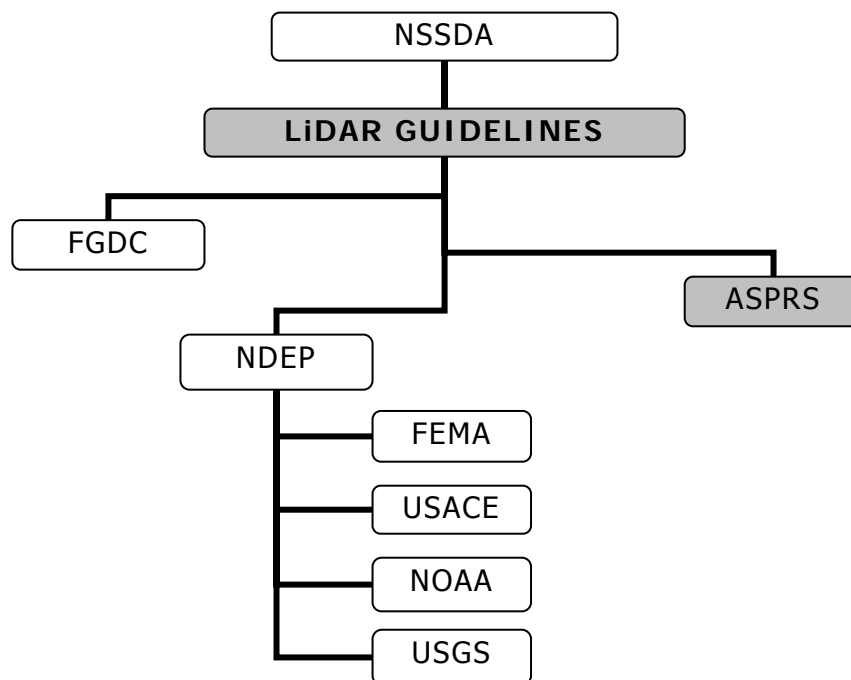 NSSDA
LiDAR GUIDELINES
FGDC
ASPRS
NDEP
FEMA
USACE
NOAA
USGS